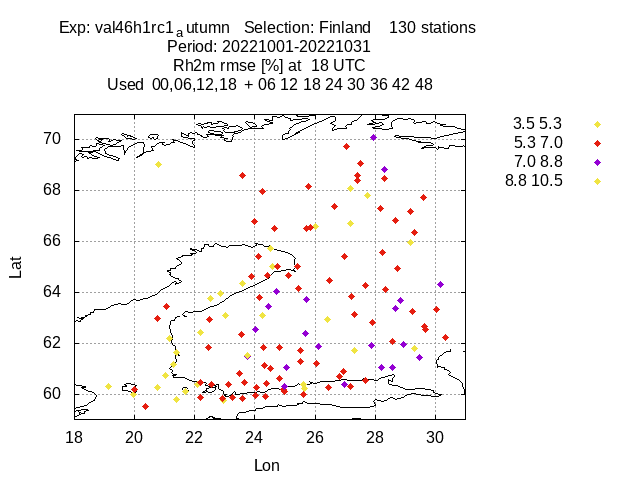 Exp: val46h1rc1 a utumn Selection: Finland 130 stations
Period: 20221001-20221031
Rh2m rmse [%] at 18 UTC
Used 00,06,12,18 + 06 12 18 24 30 36 42 48
3.5 5.3
5.3 7.0
7.0 8.8
8.8 10.5
70
68
66
64
62
60
Lat
18 20 22 24 26 28 30
Lon